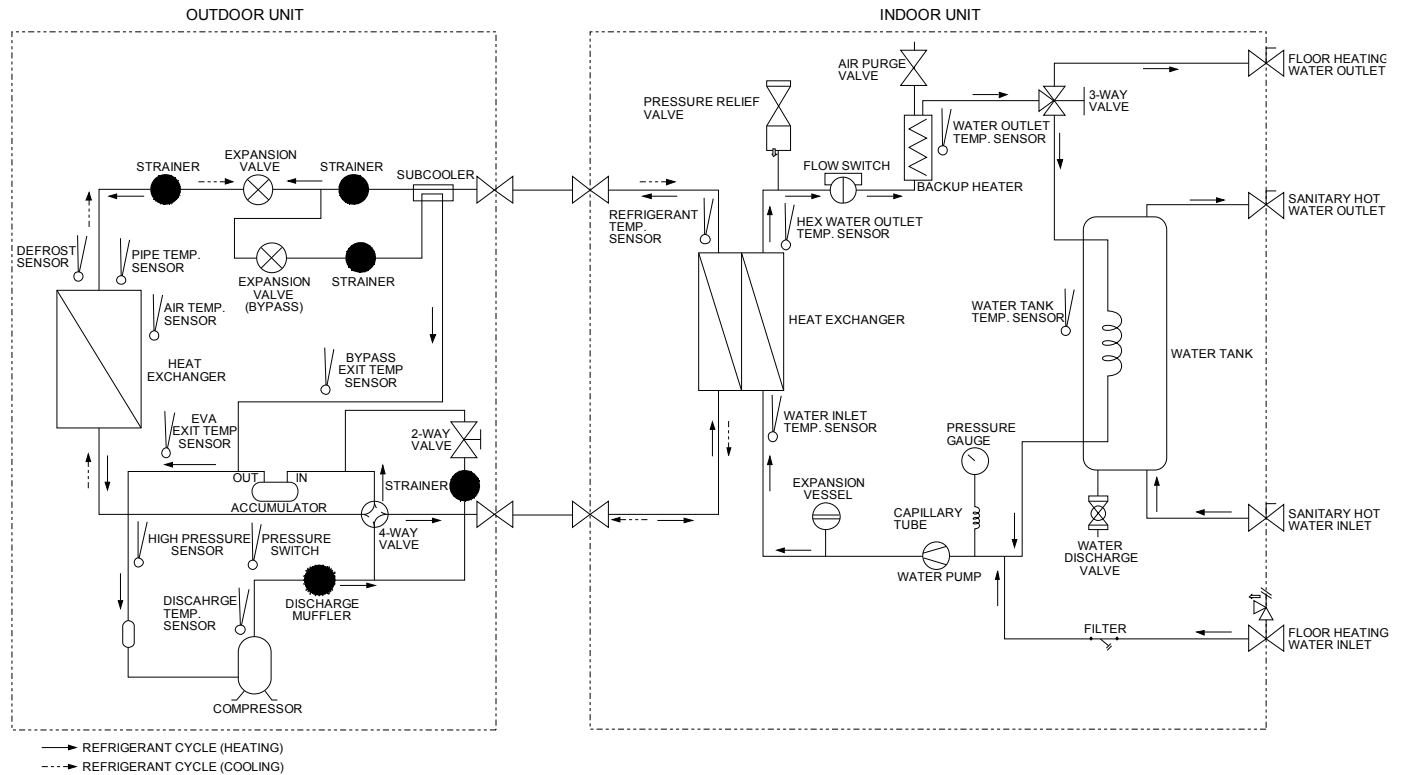 OUTDOOR UNIT
INDOOR UNIT
AIR PURGE
VALVE
FLOOR HEATING
WATER OUTLET
PRESSURE RELIEF
VALVE
3-WAY
VALVE
WATER OUTLET
TEMP. SENSOR
STRAINER
EXPANSION
VALVE
STRAINER
SUBCOOLER
FLOW SWITCH
BACKUP HEATER
SANITARY HOT
WATER OUTLET
REFRIGERANT
TEMP.
SENSOR
HEX WATER OUTLET
TEMP. SENSOR
DEFROST
SENSOR
PIPE TEMP.
SENSOR
EXPANSION
VALVE
(BYPASS)
STRAINER
AIR TEMP.
SENSOR
HEAT EXCHANGER
WATER TANK
TEMP. SENSOR
WATER TANK
HEAT
EXCHANGER
BYPASS
EXIT TEMP
SENSOR
EVA
EXIT TEMP
SENSOR
2-WAY
VALVE
WATER INLET
TEMP. SENSOR
PRESSURE
GAUGE
OUT
IN
STRAINER
ACCUMULATOR
EXPANSION
VESSEL
CAPILLARY
TUBE
4-WAY
VALVE
HIGH PRESSURE
SENSOR
PRESSURE
SWITCH
SANITARY HOT
WATER INLET
WATER
DISCHARGE
VALVE
WATER PUMP
DISCAHRGE
TEMP.
SENSOR
DISCHARGE
MUFFLER
FILTER
FLOOR HEATING
WATER INLET
COMPRESSOR
REFRIGERANT CYCLE (HEATING)
REFRIGERANT CYCLE (COOLING)